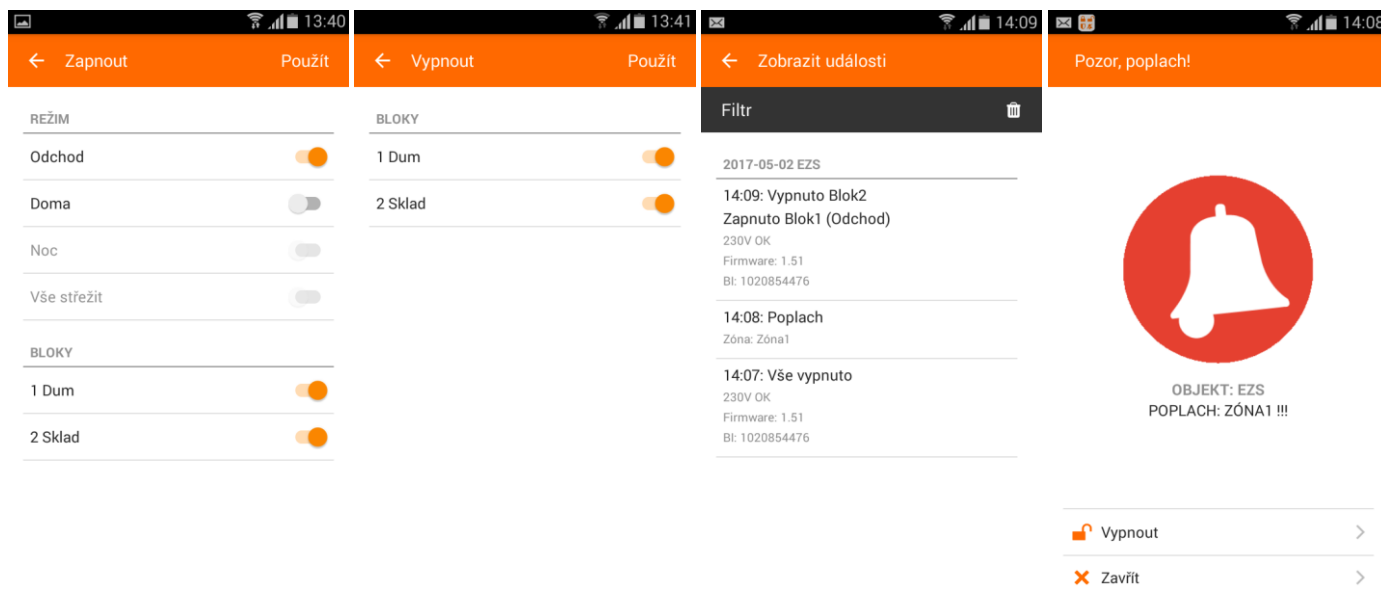 13:40
Zapnout Použít
REŽIM
Odchod
Doma
Noc
Vše střežit
BLOKY
1 Dum
2 Sklad
13:41
Vypnout Použít
BLOKY
1 Dum
2 Sklad
14:09
Zobrazit události
Filtr
2017-05-02 EZS
14:09: Vypnuto Blok2
Zapnuto Blok1 (Odchod)
230V OK
Firmware: 1.51
BI: 1020854476
14:08: Poplach
Zóna: Zóna1
14:07: Vše vypnuto
230V OK
Firmware: 1.51
BI: 1020854476
14:08
Pozor, poplach!
OBJEKT: EZS
POPLACH: ZÓNA1 !!!
Vypnout
Zavřít